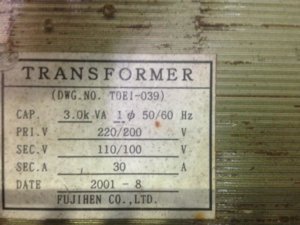 TRANSFORMER
(DWG.NO. TOEI-039)
CAP. 3.0k VA 1 φ 50/60 Hz
PRI.V 220/200 V
SEC.V 110/100 V
SEC.A 30 A
DATE 2001 - 8
FUJIHEN CO.,LTD.